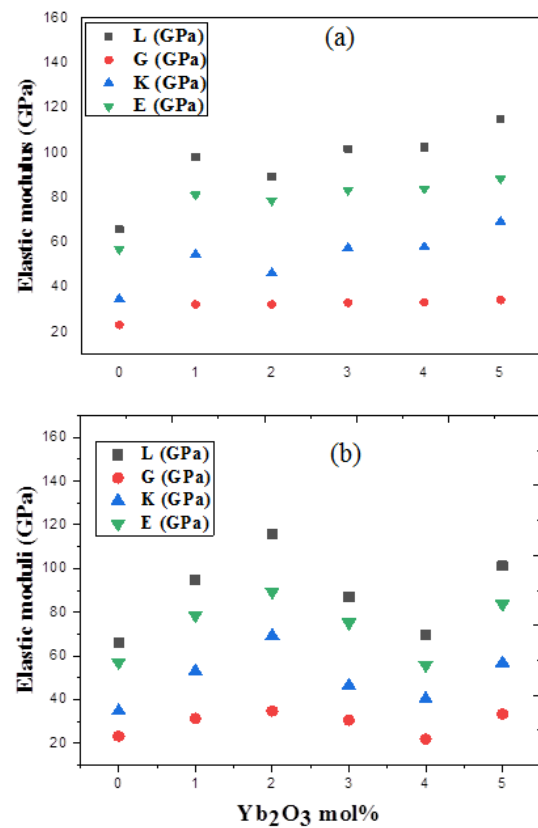 (a)
L (GPa)
G (GPa)
K (GPa)
E (GPa)
Elastic modulus (GPa)
160
140
120
100
80
60
40
20
0 1 2 3 4 5
(b)
L (GPa)
G (GPa)
K (GPa)
E (GPa)
Elastic moduli (GPa)
160
140
120
100
80
60
40
20
0 1 2 3 4 5
Yb2O3 mol%